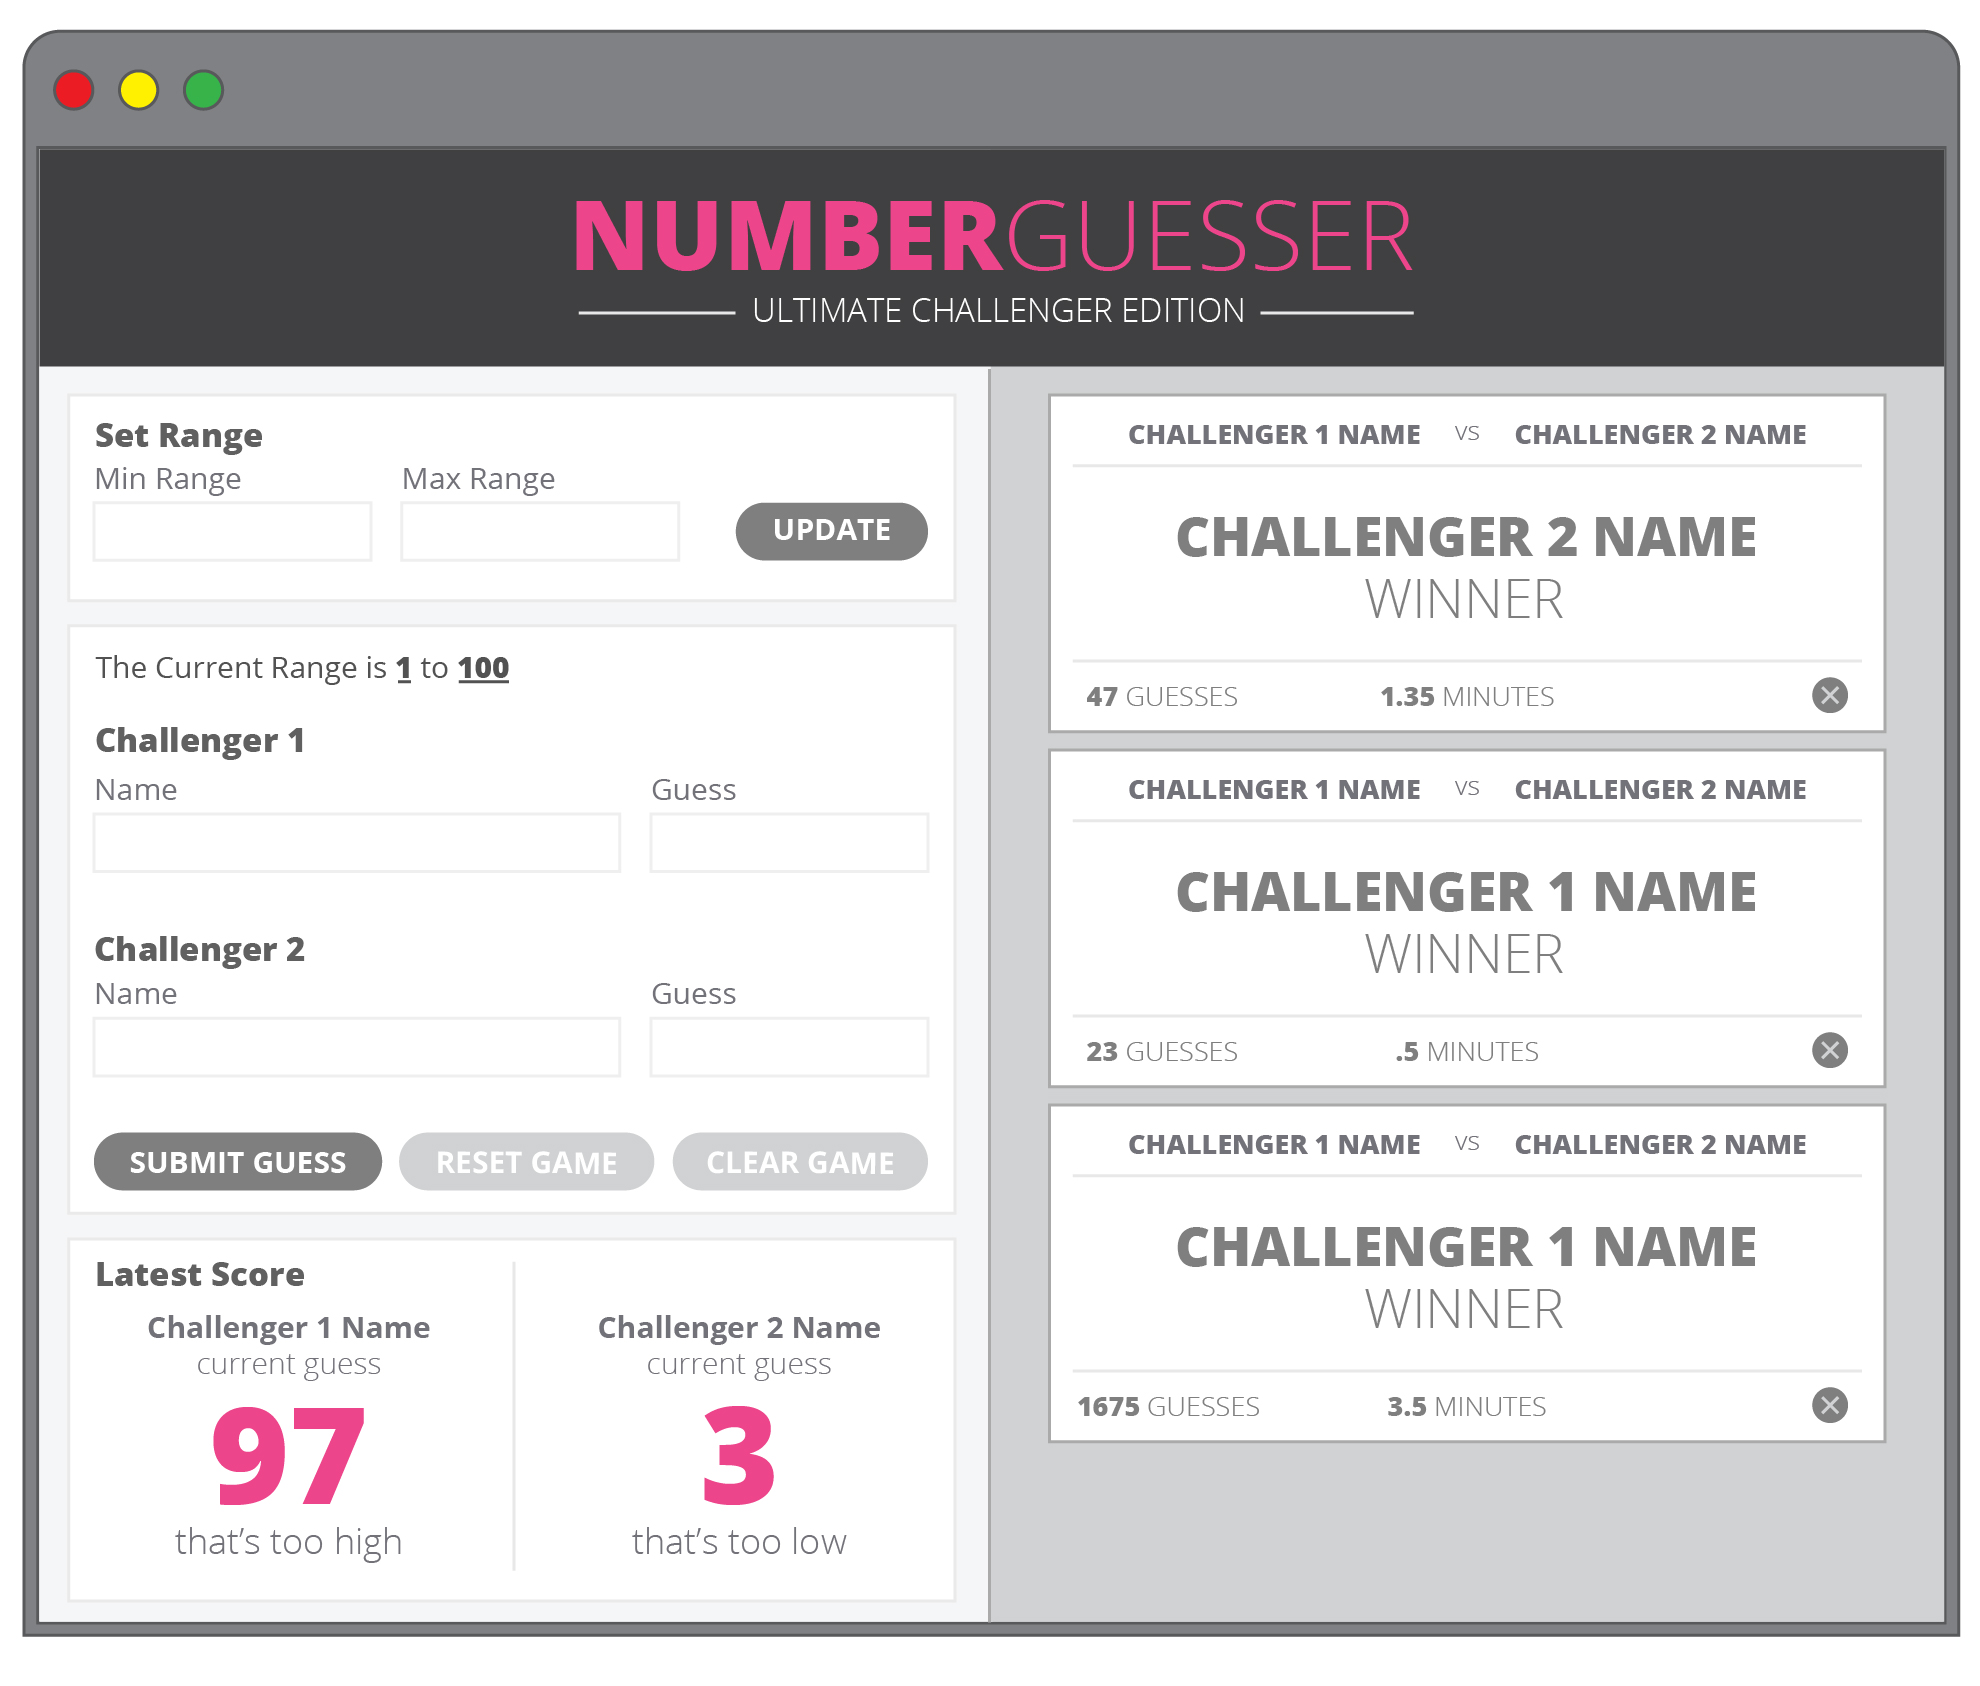 NUMBERGUESSER
ULTIMATE CHALLENGER EDITION
Set Range
Min Range
Max Range
UPDATE
The Current Range is 1 to 100
Challenger 1
Name
Guess
Challenger 2
Name
Guess
SUBMIT GUESS
RESET GAME
CLEAR GAME
Latest Score
Challenger 1 Name
current guess
97
that’s too high
Challenger 2 Name
current guess
3
that’s too low
CHALLENGER 1 NAME VS CHALLENGER 2 NAME
CHALLENGER 2 NAME
WINNER
47 GUESSES
1.35 MINUTES
CHALLENGER 1 NAME VS CHALLENGER 2 NAME
CHALLENGER 1 NAME
WINNER
23 GUESSES
.5 MINUTES
CHALLENGER 1 NAME VS CHALLENGER 2 NAME
CHALLENGER 1 NAME
WINNER
1675 GUESSES
3.5 MINUTES